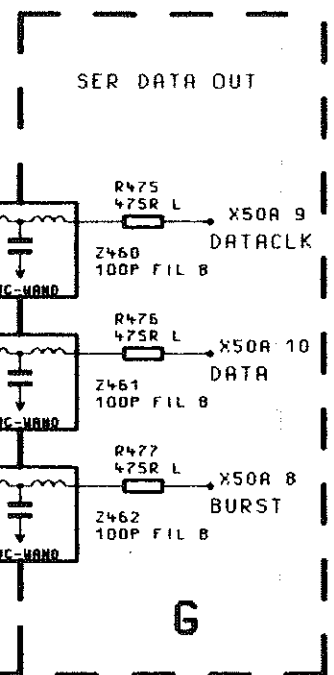 SER DATA OUT
R475
475R L
X50A 9
DATACLK
Z460
100P FIL B
R476
475R L
X50A 10
DATA
Z461
100P FIL B
R477
475R L
X50A 8
BURST
Z462
100P FIL B
G